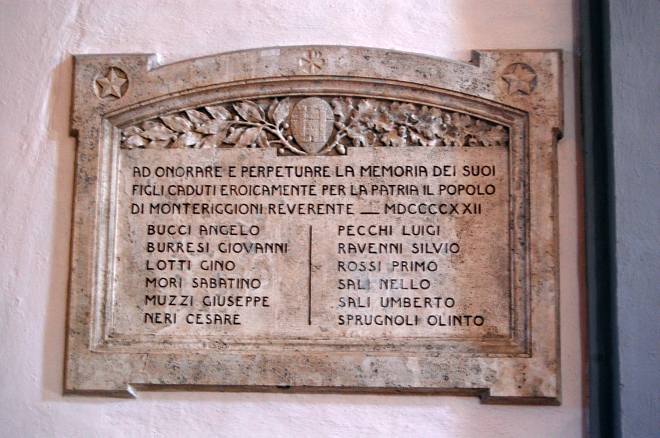 AD ONORARE E PERPETUARE LA MEMORIA DEI SUOI
FIGLI CADUTI EROICAMENTE PER LA PATRIA IL POPOLO
DI MONTERIGGIONI REVERENTE — MDCCCCXXII
BUCCI ANGELO
BURRESI GIOVANNI
LOTTI GINO
MORI SABATINO
MUZZI GIUSEPPE
NERI CESARE
PECCHI LUIGI
RAVENNI SILVIO
ROSSI PRIMO
SALI NELLO
SALI UMBERTO
SPRUGNOLI OLINTO